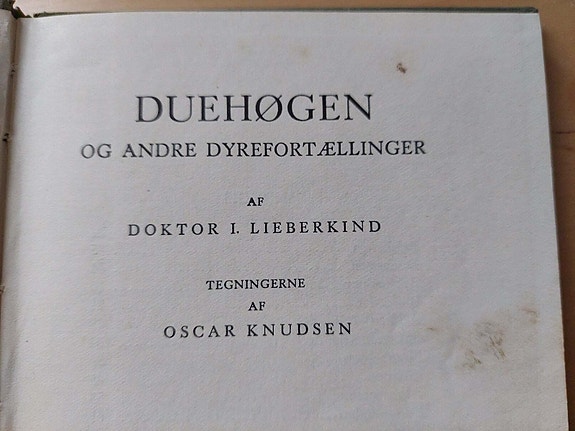 DUEHØGEN
OG ANDRE DYREFORTÆLLINGER
AF
DOKTOR I. LIEBERKIND
TEGNINGERNE
AF
OSCAR KNUDSEN